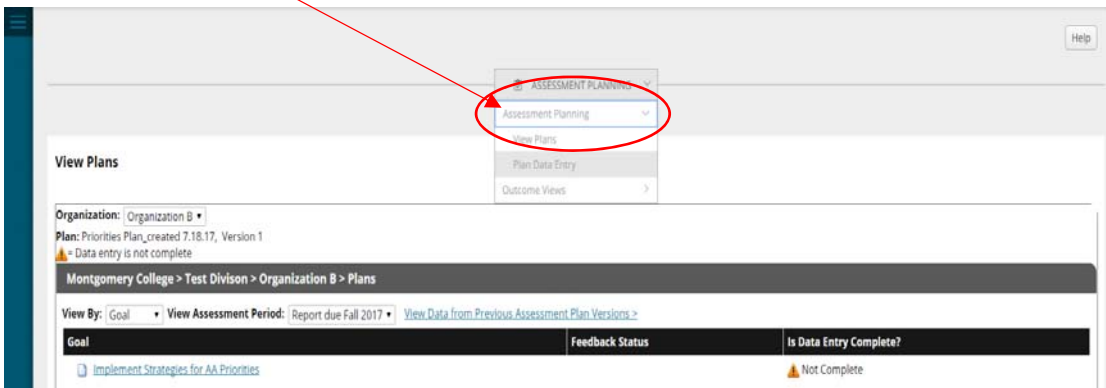 Help
ASSESSMENT PLANNING
Assessment Planning
View Plans
Plan Data Entry
Outcome Views
View Plans
Organization: Organization B
Plan: Priorities Plan_created 7.18.17, Version 1
= Data entry is not complete
Montgomery College > Test Divison > Organization B > Plans
View By: Goal View Assessment Period: Report due Fall 2017 View Data from Previous Assessment Plan Versions >
Goal Feedback Status Is Data Entry Complete?
Implement Strategies for AA Priorities Not Complete